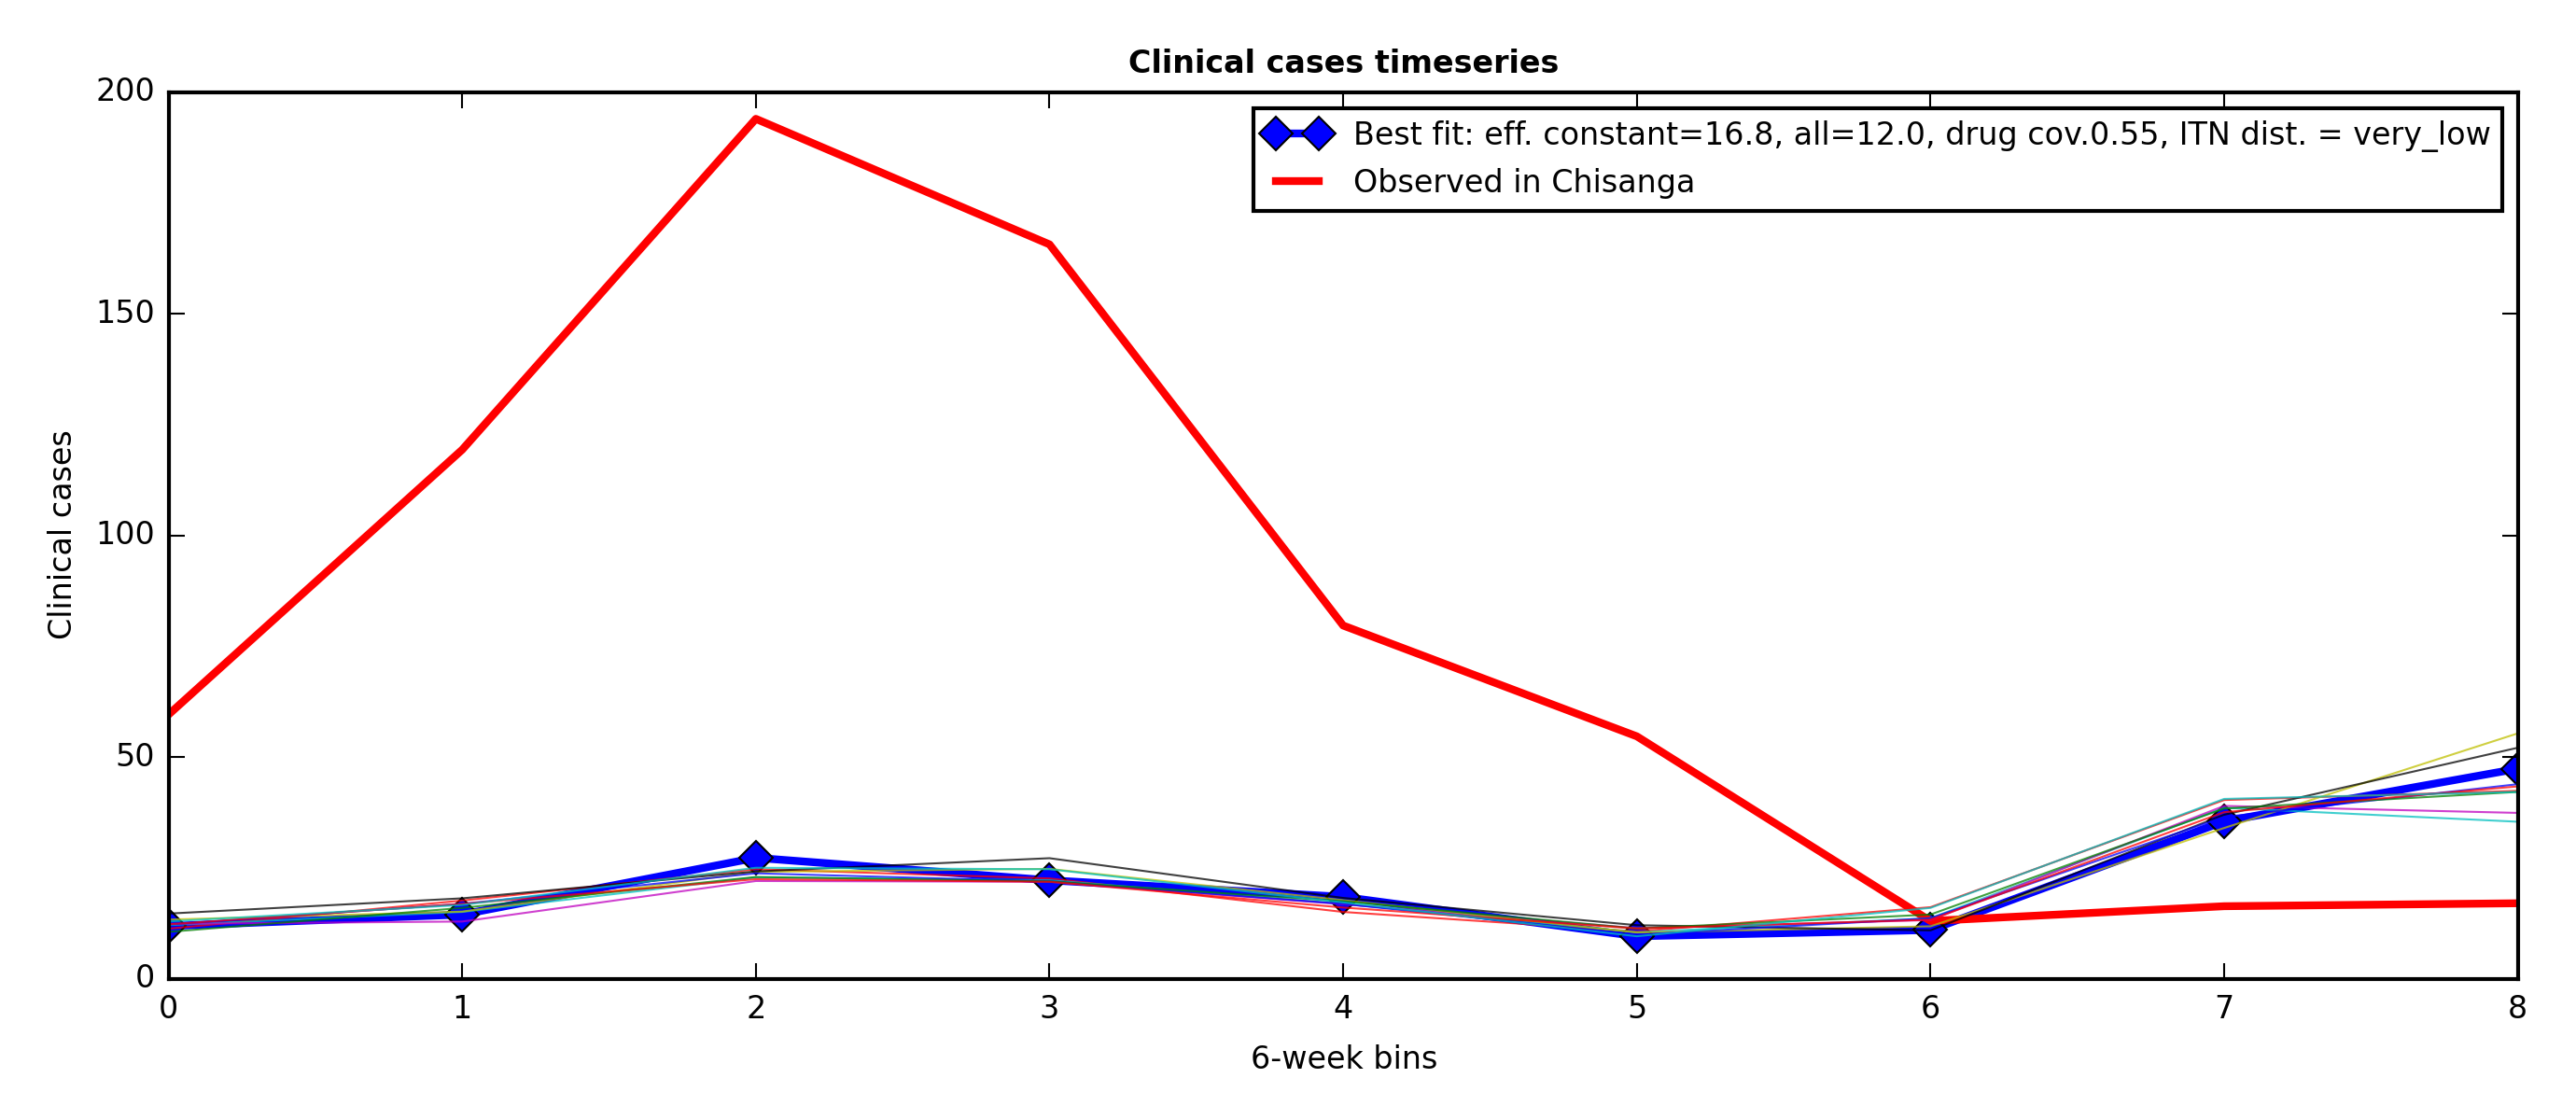 Clinical cases timeseries
200
150
100
50
0
Clinical cases
Best fit: eff. constant=16.8, all=12.0, drug cov.0.55, ITN dist. = very_low
Observed in Chisanga
0 1 2 3 4 5 6 7 8
6-week bins